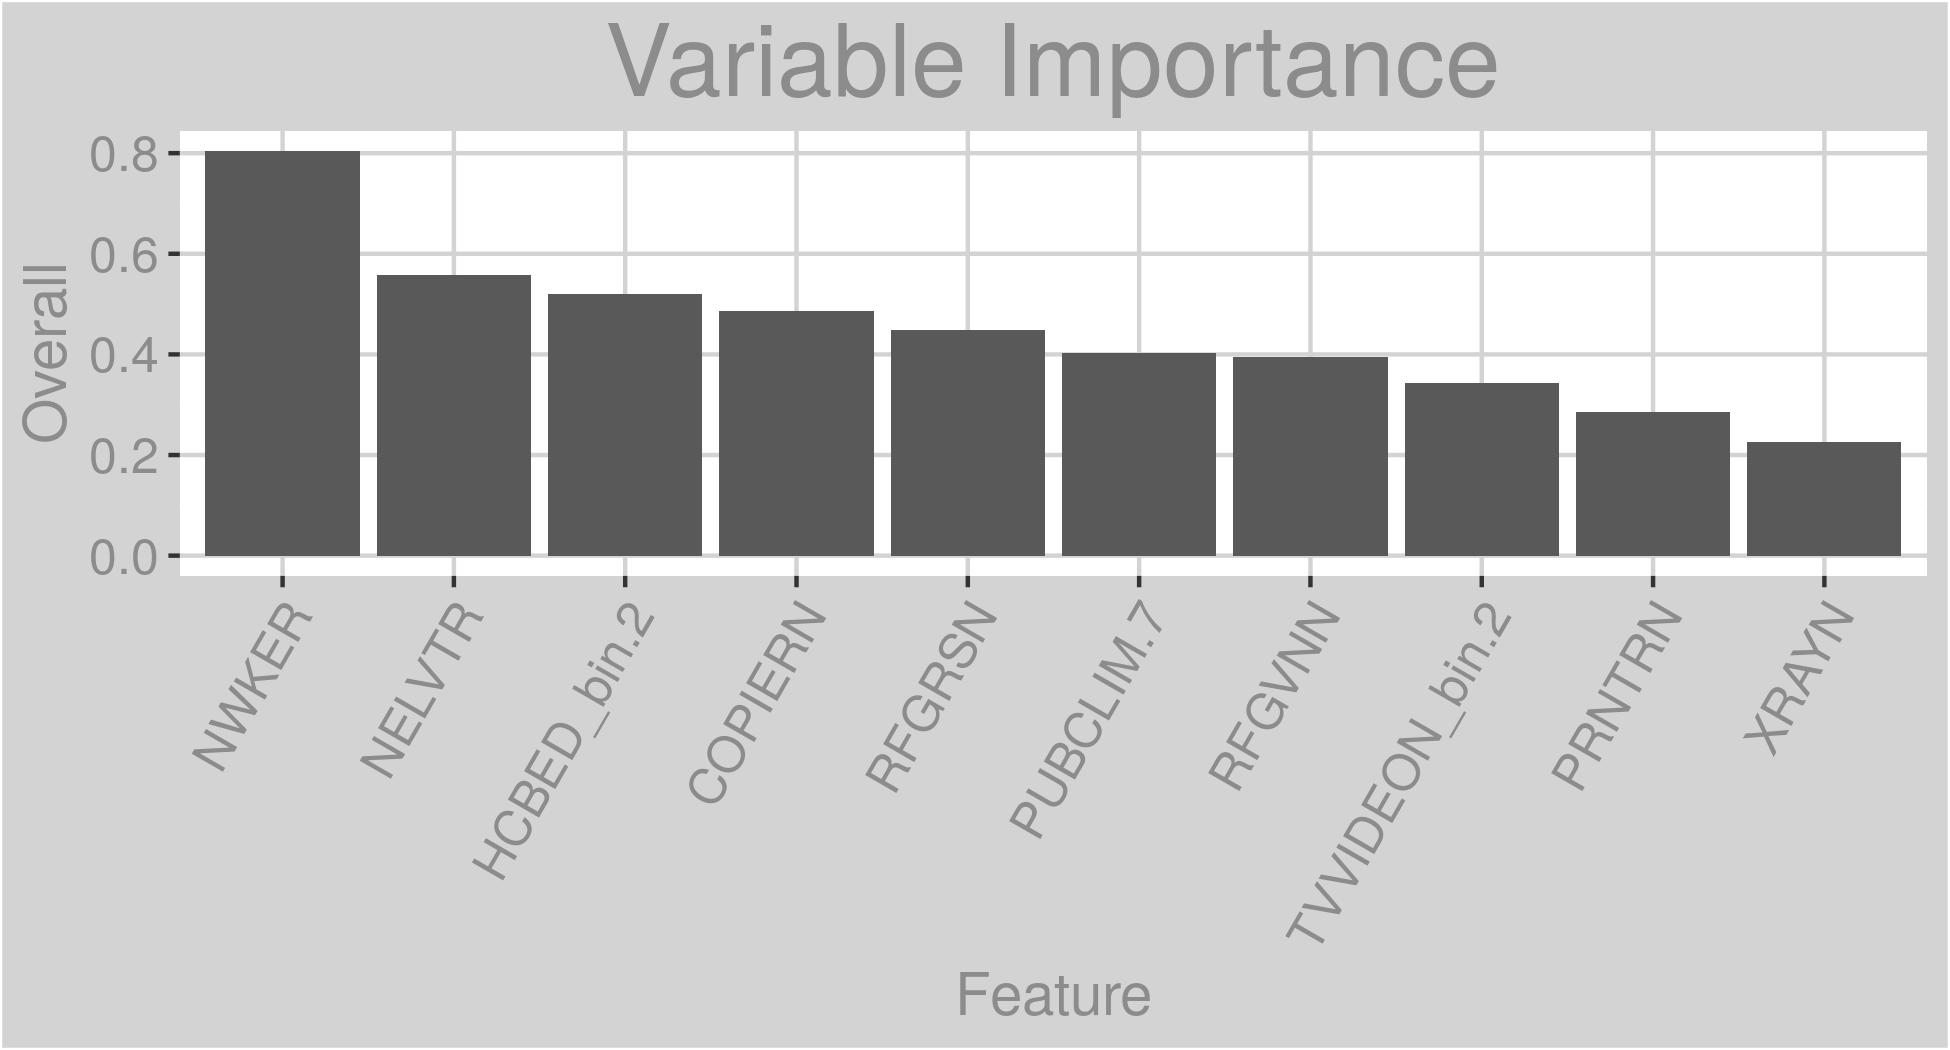 Variable Importance
Overall
0.8
0.6
0.4
0.2
0.0
NWKER
NELVTR
HCBED_bin.2
COPIERN
RFGRSN
PUBCLIM.7
RFGVNN
TVVIDEON_bin.2
PRNTRN
XRAYN
Feature